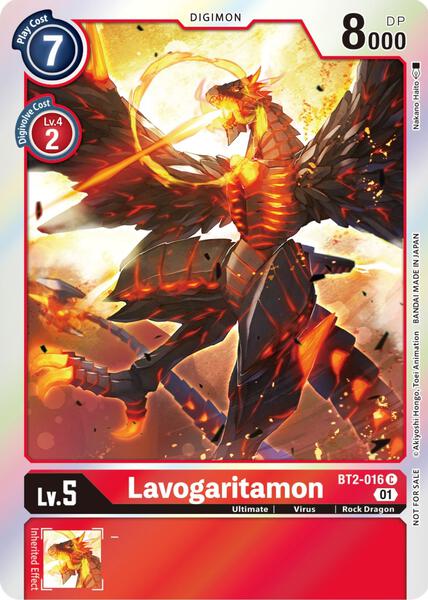 Play Cost
7
DIGIMON
8000
DP
Digivolve Cost
Lv.4
2
Nakano Haito
©Akiyoshi Hongo, Toei Animation BANDAI MADE IN JAPAN
NOT FOR SALE
Lv.5
Lavogaritamon
BT2-016 C
01
Ultimate | Virus | Rock Dragon
Inherited Effect
-